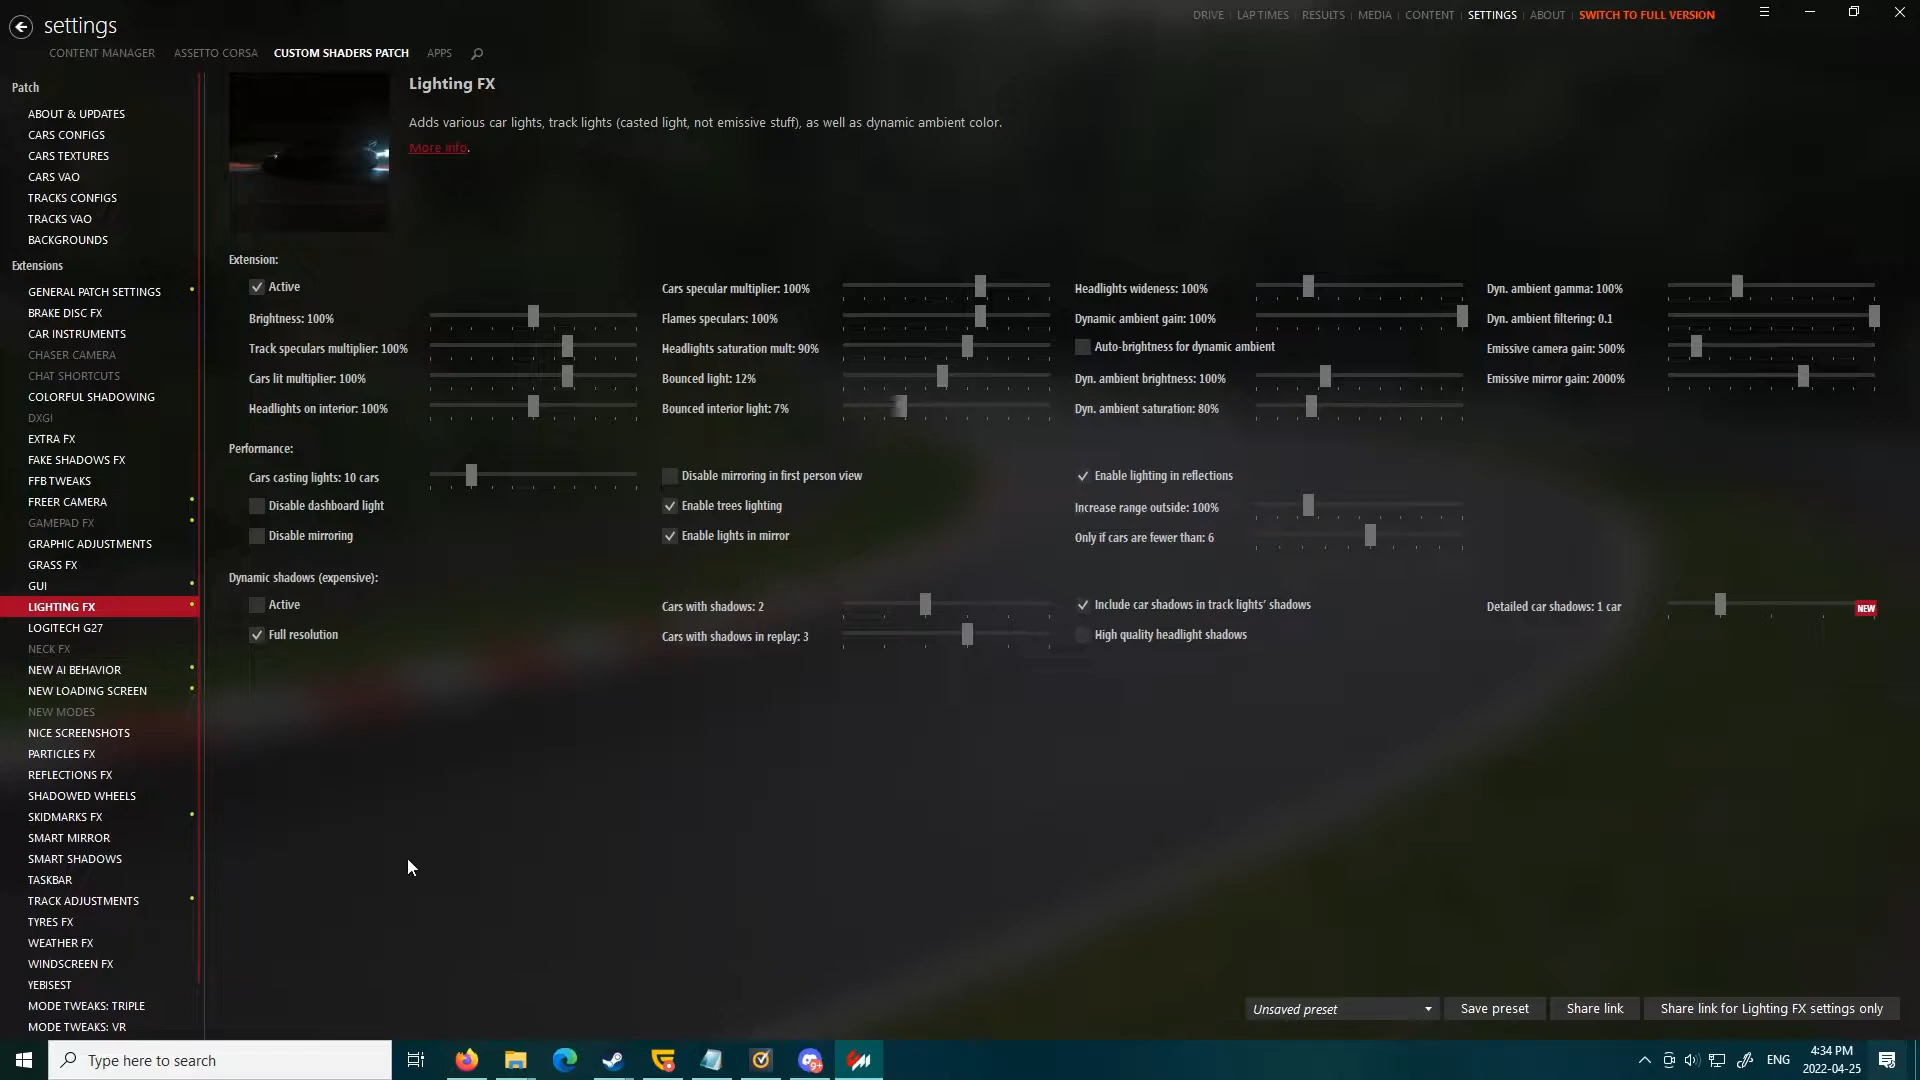 settings
DRIVE | LAP TIMES | RESULTS | MEDIA | CONTENT | SETTINGS | ABOUT | SWITCH TO FULL VERSION
CONTENT MANAGER ASSETTO CORSA CUSTOM SHADERS PATCH APPS
Patch
ABOUT & UPDATES
CARS CONFIGS
CARS TEXTURES
CARS VAO
TRACKS CONFIGS
TRACKS VAO
BACKGROUNDS
Extensions
GENERAL PATCH SETTINGS
BRAKE DISC FX
CAR INSTRUMENTS
CHASER CAMERA
CHAT SHORTCUTS
COLORFUL SHADOWING
DXGI
EXTRA FX
FAKE SHADOWS FX
FFB TWEAKS
FREER CAMERA
GAMEPAD FX
GRAPHIC ADJUSTMENTS
GRASS FX
GUI
LIGHTING FX
LOGITECH G27
NECK FX
NEW AI BEHAVIOR
NEW LOADING SCREEN
NEW MODES
NICE SCREENSHOTS
PARTICLES FX
REFLECTIONS FX
SHADOWED WHEELS
SKIDMARKS FX
SMART MIRROR
SMART SHADOWS
TASKBAR
TRACK ADJUSTMENTS
TYRES FX
WEATHER FX
WINDSCREEN FX
YEBISEST
MODE TWEAKS: TRIPLE
MODE TWEAKS: VR
Lighting FX
Adds various car lights, track lights (casted light, not emissive stuff), as well as dynamic ambient color.
More info.
Extension:
Active
Brightness: 100%
Track speculars multiplier: 100%
Cars lit multiplier: 100%
Headlights on interior: 100%
Cars specular multiplier: 100%
Flames speculars: 100%
Headlights saturation mult: 90%
Bounced light: 12%
Bounced interior light: 7%
Headlights wideness: 100%
Dynamic ambient gain: 100%
Auto-brightness for dynamic ambient
Dyn. ambient brightness: 100%
Dyn. ambient saturation: 80%
Dyn. ambient gamma: 100%
Dyn. ambient filtering: 0.1
Emissive camera gain: 500%
Emissive mirror gain: 2000%
Performance:
Cars casting lights: 10 cars
Disable dashboard light
Disable mirroring
Disable mirroring in first person view
Enable trees lighting
Enable lights in mirror
Enable lighting in reflections
Increase range outside: 100%
Only if cars are fewer than: 6
Dynamic shadows (expensive):
Active
Full resolution
Cars with shadows: 2
Cars with shadows in replay: 3
Include car shadows in track lights' shadows
High quality headlight shadows
Detailed car shadows: 1 car
NEW
Unsaved preset
Save preset
Share link
Share link for Lighting FX settings only
Type here to search
9+
ENG
4:34 PM
2022-04-25